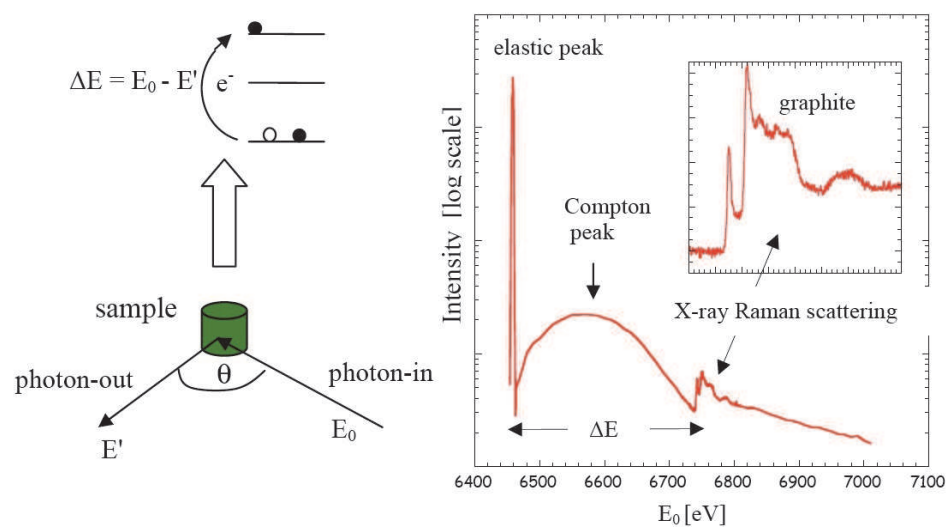 ΔE = E₀ - E'
e⁻
sample
photon-out
θ
photon-in
E'
E₀
elastic peak
graphite
Compton
peak
X-ray Raman scattering
ΔE
Intensity [log scale]
6400 6500 6600 6700 6800 6900 7000 7100
E₀ [eV]